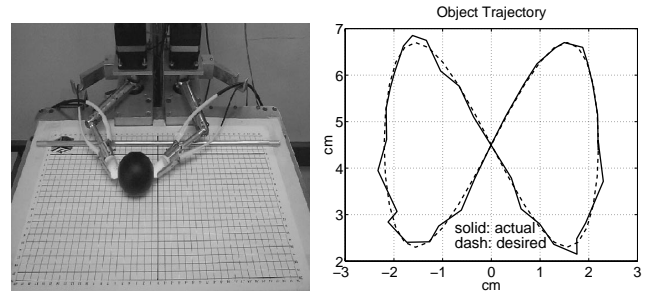 Object Trajectory
7
6
5
4
3
2
cm
solid: actual
dash: desired
−3 −2 −1 0 1 2 3
cm